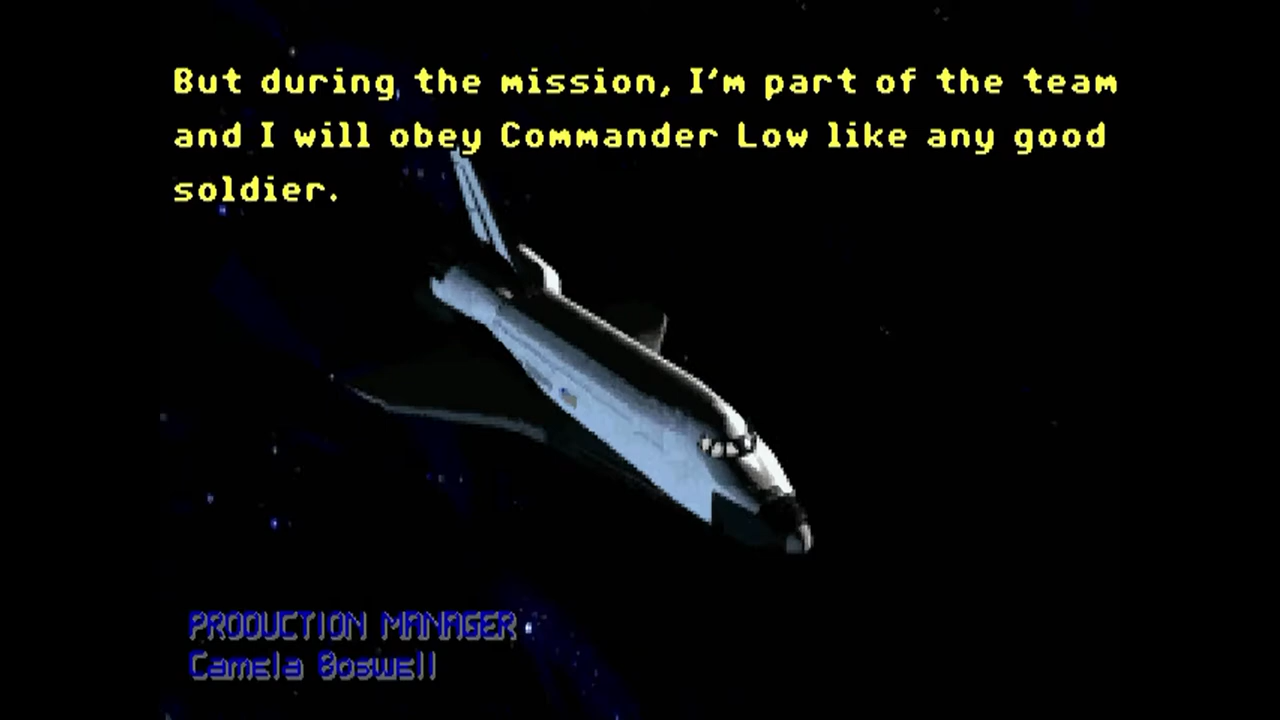 But during the mission, I'm part of the team
and I will obey Commander Low like any good
soldier.
PRODUCTION MANAGER
Camela Boswell